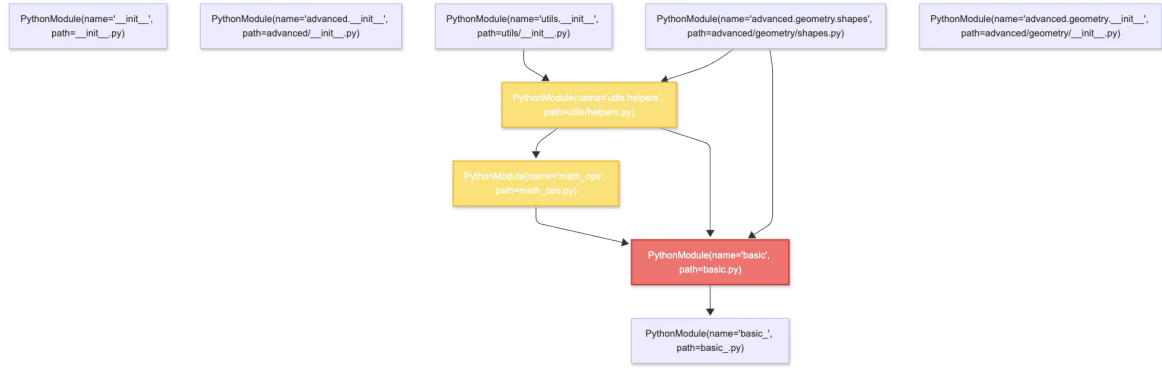 PythonModule(name='__init__',
path=__init__.py)
PythonModule(name='advanced.__init__',
path=advanced/__init__.py)
PythonModule(name='utils.__init__',
path=utils/__init__.py)
PythonModule(name='advanced.geometry.shapes',
path=advanced/geometry/shapes.py)
PythonModule(name='advanced.geometry.__init__',
path=advanced/geometry/__init__.py)
PythonModule(name='utils.helpers',
path=utils/helpers.py)
PythonModule(name='math_ops',
path=math_ops.py)
PythonModule(name='basic',
path=basic.py)
PythonModule(name='basic_',
path=basic_.py)